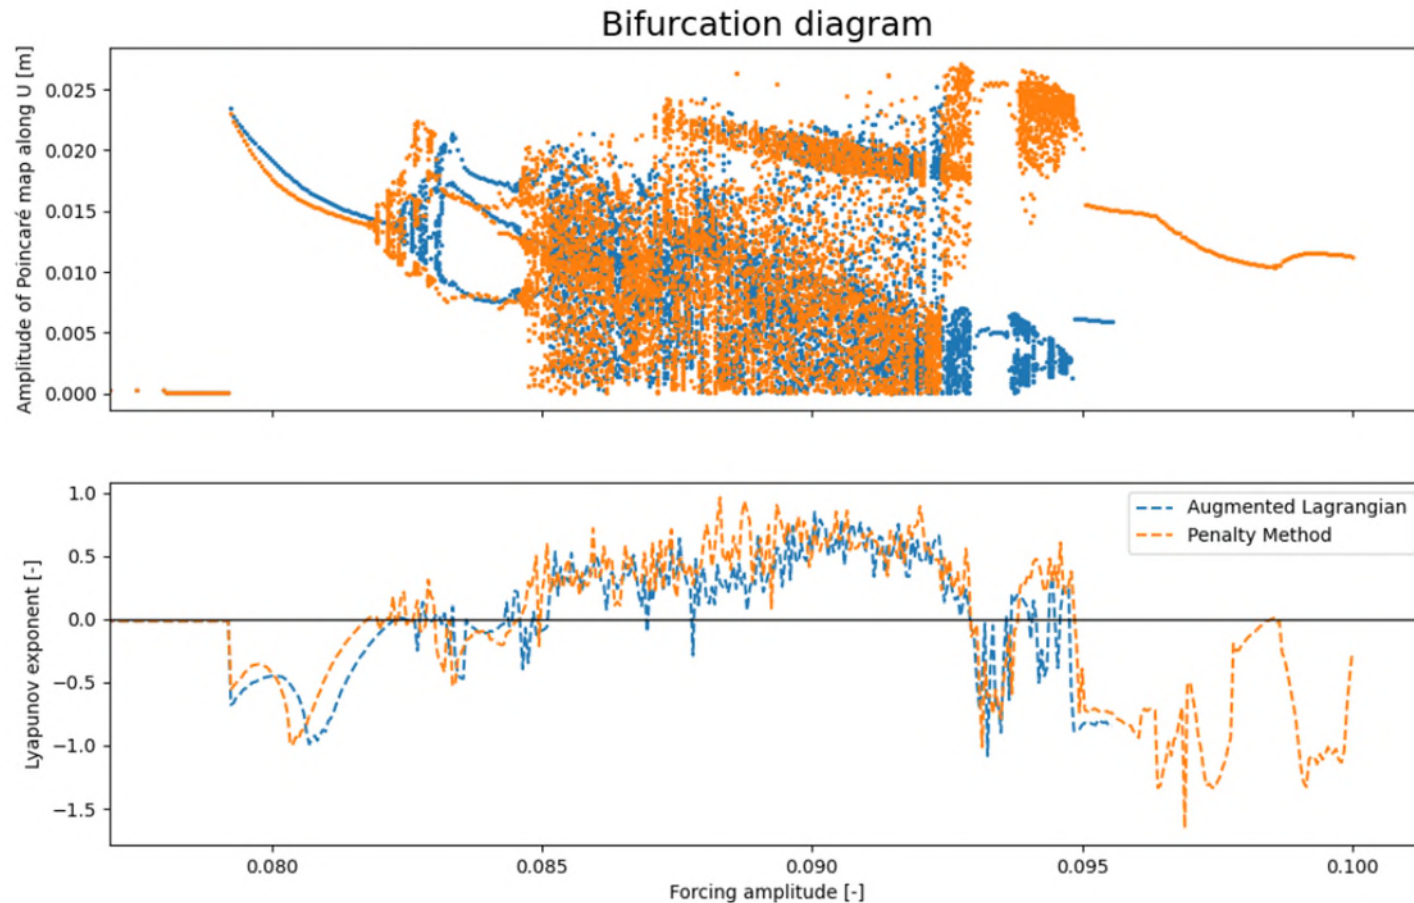 Bifurcation diagram
Amplitude of Poincaré map along U [m]
0.025
0.020
0.015
0.010
0.005
0.000
Lyapunov exponent [-]
1.0
0.5
0.0
−0.5
−1.0
−1.5
Augmented Lagrangian
Penalty Method
0.080 0.085 0.090 0.095 0.100
Forcing amplitude [-]